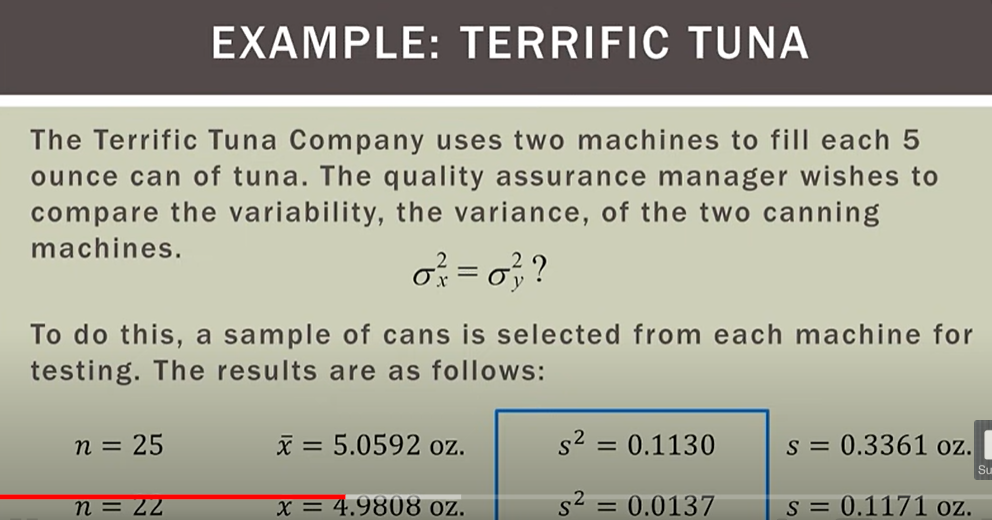 EXAMPLE: TERRIFIC TUNA
The Terrific Tuna Company uses two machines to fill each 5
ounce can of tuna. The quality assurance manager wishes to
compare the variability, the variance, of the two canning
machines.
σ²ₓ = σ²ᵧ ?
To do this, a sample of cans is selected from each machine for
testing. The results are as follows:
n = 25 x̄ = 5.0592 oz. s² = 0.1130 s = 0.3361 oz.
Su
n = 22 x = 4.9808 oz. s² = 0.0137 s = 0.1171 oz.